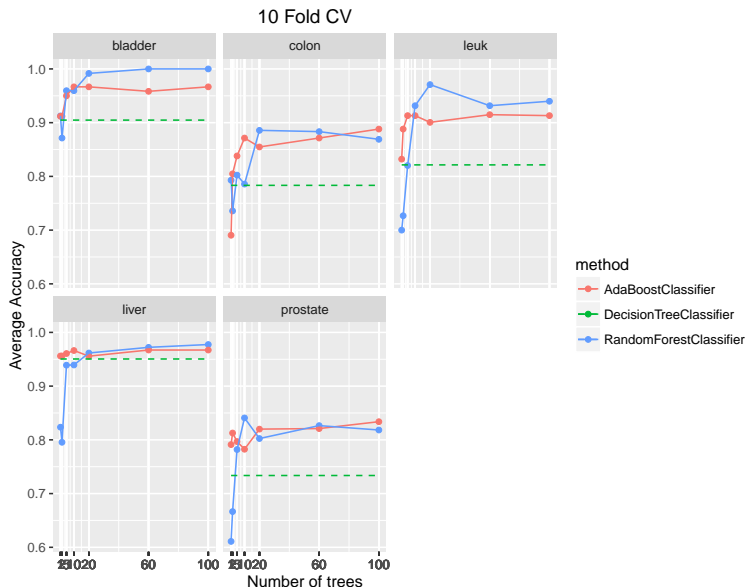 10 Fold CV
bladder
colon
leuk
Average Accuracy
1.0
0.9
0.8
0.7
0.6
liver
prostate
1.0
0.9
0.8
0.7
0.6
20
60
100
20
60
100
Number of trees
method
AdaBoostClassifier
DecisionTreeClassifier
RandomForestClassifier